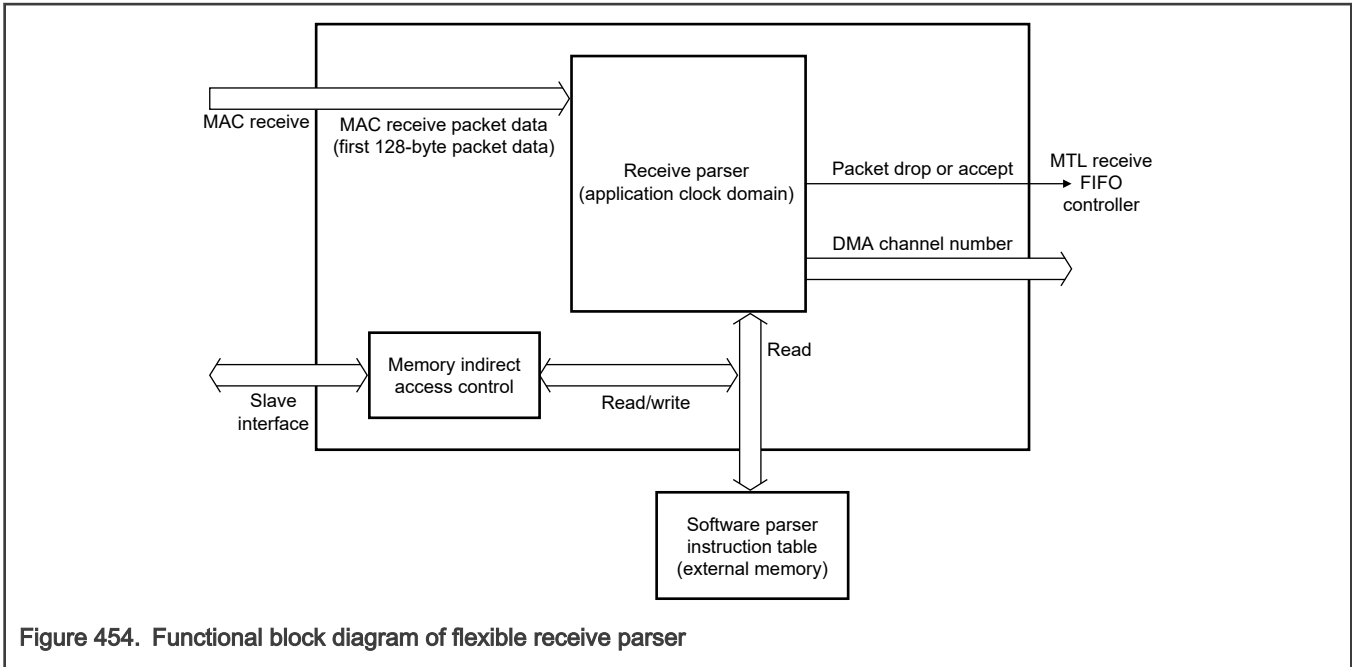 MAC receive
MAC receive packet data
(first 128-byte packet data)
Receive parser
(application clock domain)
Packet drop or accept
MTL receive
FIFO
controller
DMA channel number
Read
Memory indirect
access control
Slave
interface
Read/write
Software parser
instruction table
(external memory)
Figure 454. Functional block diagram of flexible receive parser